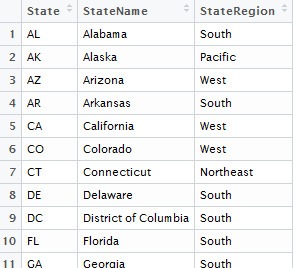 State StateName StateRegion
1 AL Alabama South
2 AK Alaska Pacific
3 AZ Arizona West
4 AR Arkansas South
5 CA California West
6 CO Colorado West
7 CT Connecticut Northeast
8 DE Delaware South
9 DC District of Columbia South
10 FL Florida South
11 GA Georgia South